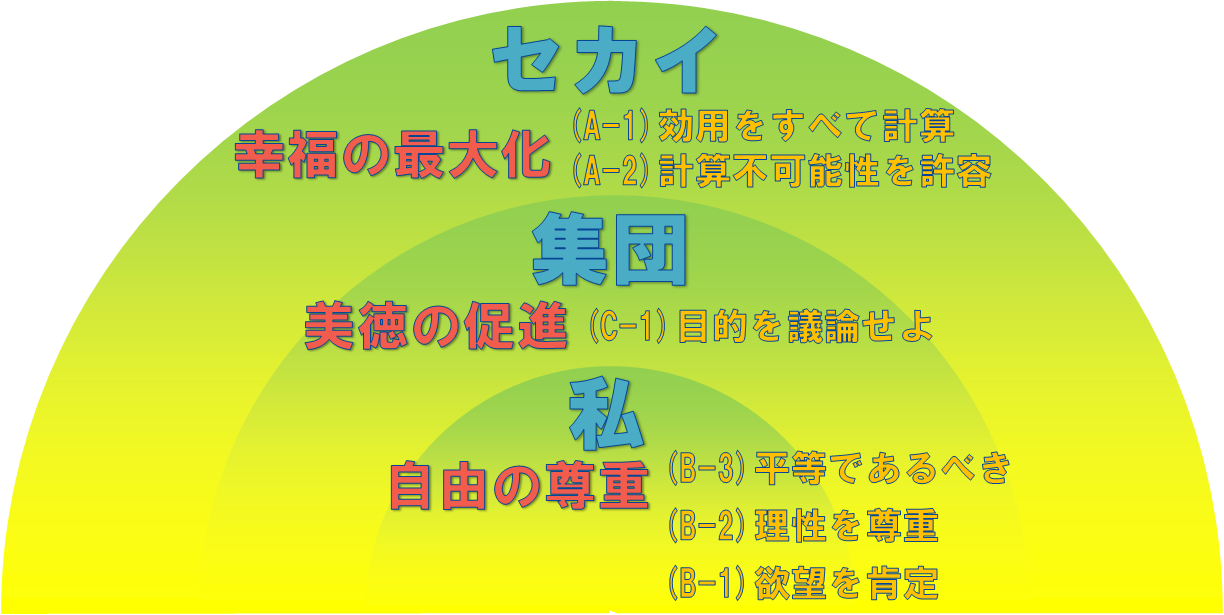 セカイ
幸福の最大化
(A-1)効用をすべて計算
(A-2)計算不可能性を許容
集団
美徳の促進
(C-1)目的を議論せよ
私
自由の尊重
(B-3)平等であるべき
(B-2)理性を尊重
(B-1)欲望を肯定